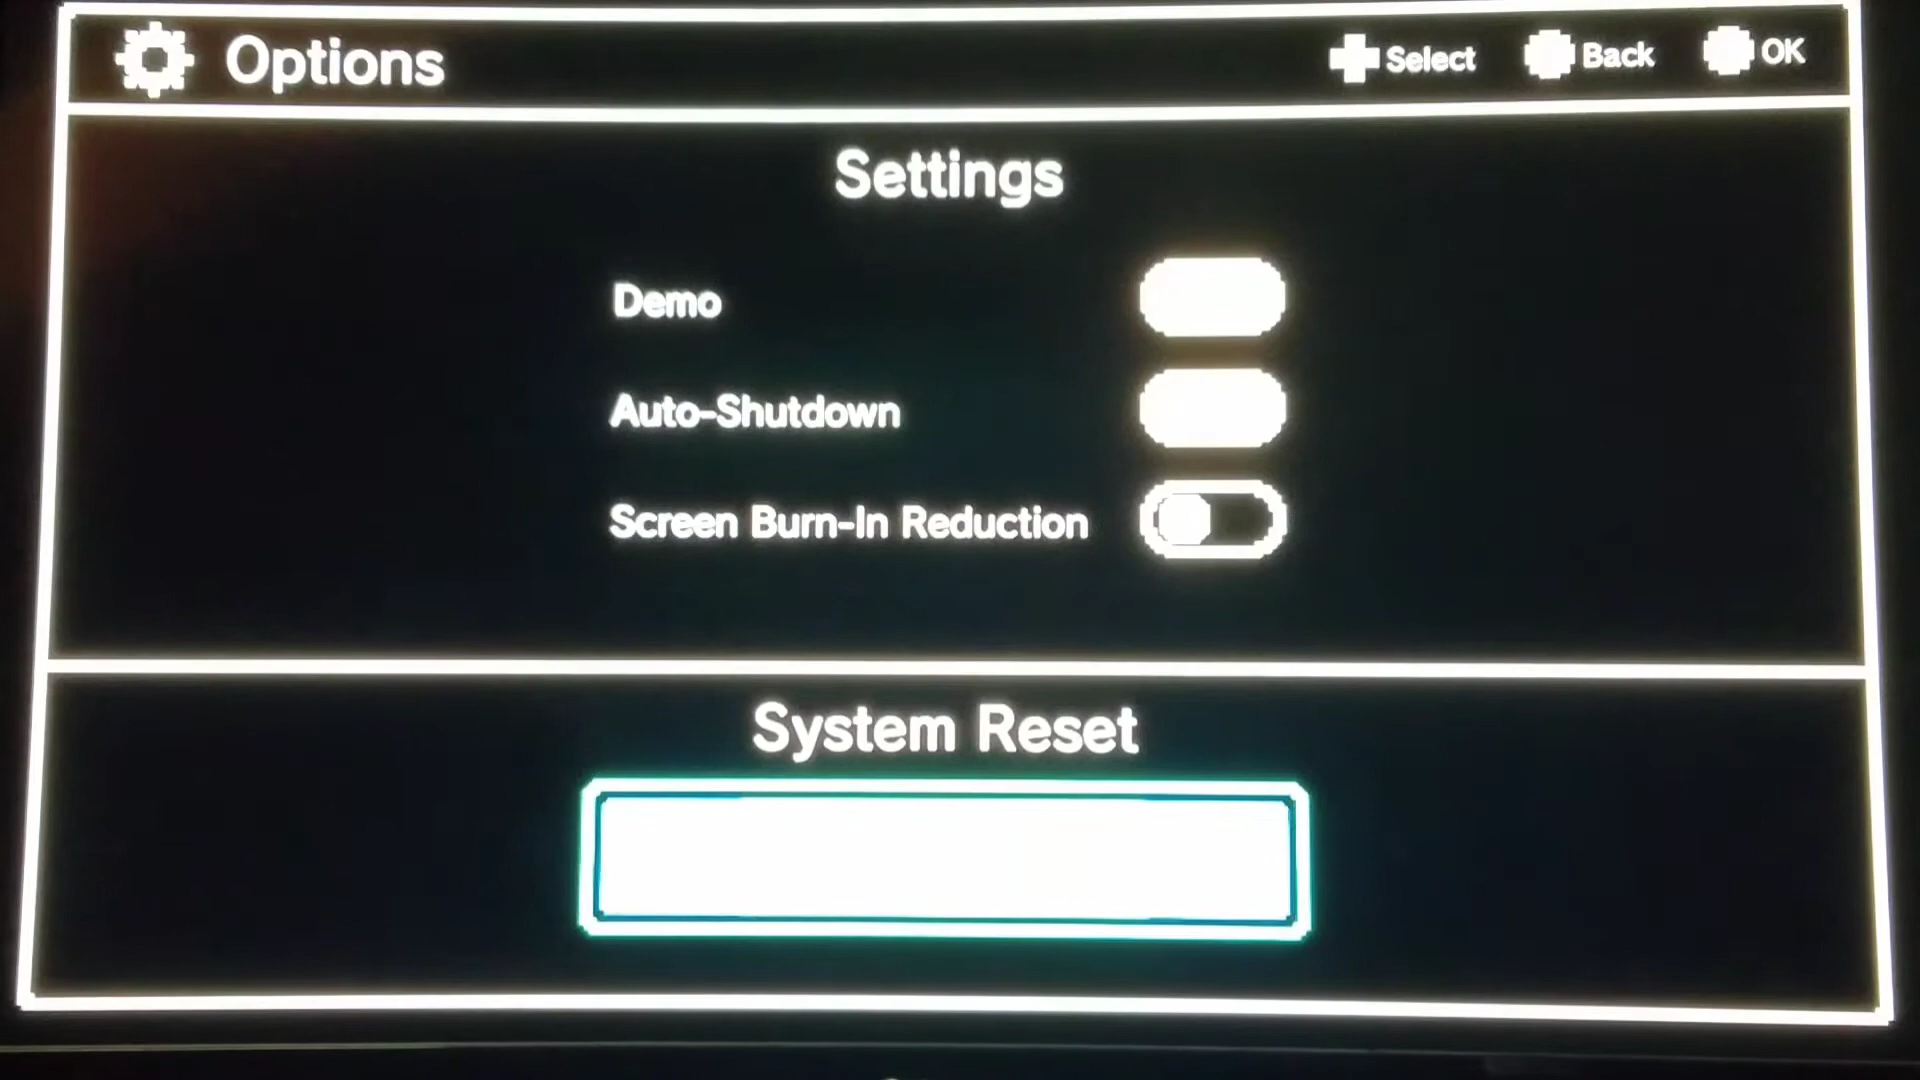 Options
Select Back OK
Settings
Demo
Auto-Shutdown
Screen Burn-In Reduction
System Reset